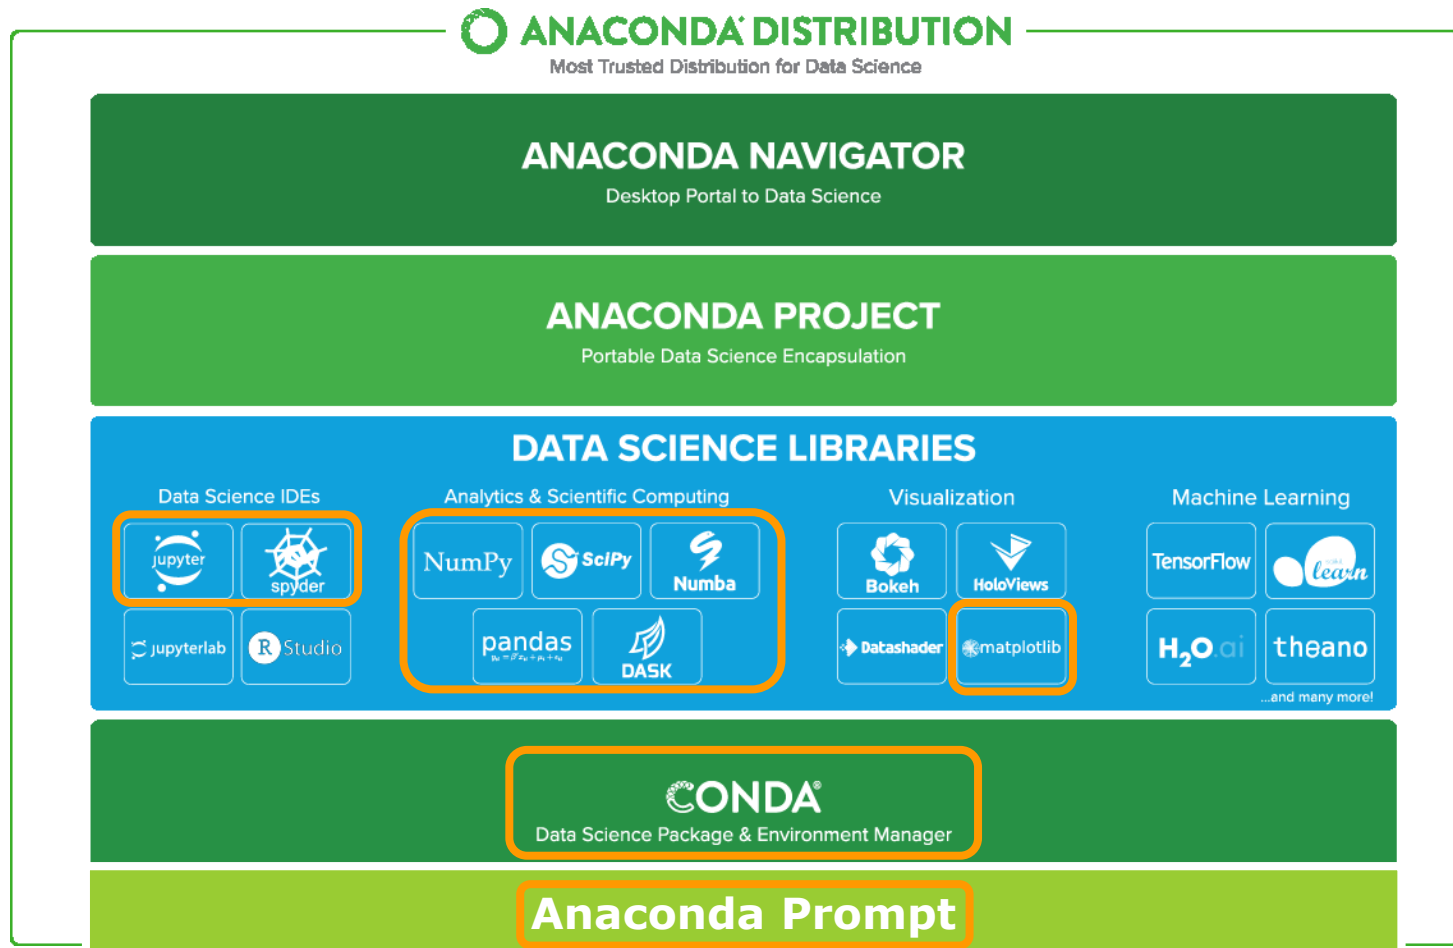 ANACONDA DISTRIBUTION
Most Trusted Distribution for Data Science
ANACONDA NAVIGATOR
Desktop Portal to Data Science
ANACONDA PROJECT
Portable Data Science Encapsulation
DATA SCIENCE LIBRARIES
Data Science IDEs
jupyter
spyder
jupyterlab
R Studio
Analytics & Scientific Computing
NumPy
SciPy
Numba
pandas
DASK
Visualization
Bokeh
HoloViews
Datashader
matplotlib
Machine Learning
TensorFlow
learn
H2O.ai
theano
...and many more!
CONDA®
Data Science Package & Environment Manager
Anaconda Prompt